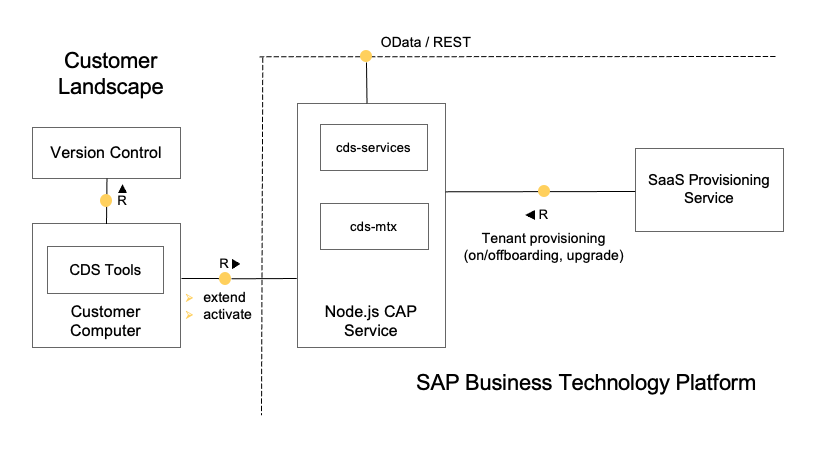 OData / REST
Customer
Landscape
Version Control
R
CDS Tools
Customer
Computer
R
extend
activate
cds-services
cds-mtx
Node.js CAP
Service
SaaS Provisioning
Service
R
Tenant provisioning
(on/offboarding, upgrade)
SAP Business Technology Platform